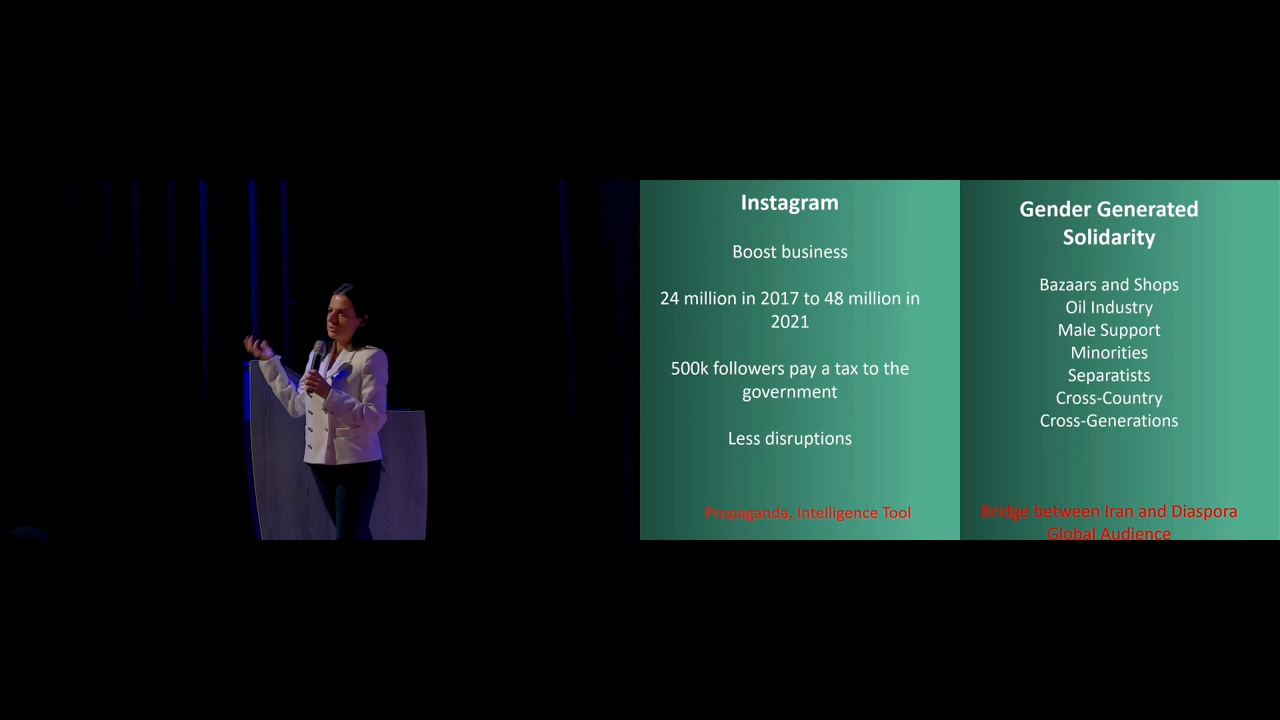 Instagram
Boost business
24 million in 2017 to 48 million in
2021
500k followers pay a tax to the
government
Less disruptions
Propaganda, Intelligence Tool
Gender Generated
Solidarity
Bazaars and Shops
Oil Industry
Male Support
Minorities
Separatists
Cross-Country
Cross-Generations
Bridge between Iran and Diaspora
Global Audience